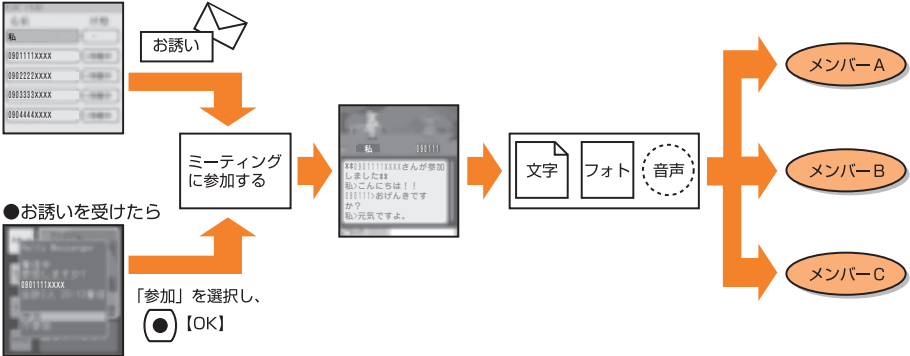 名前 状態
私
0901111XXXX
0902222XXXX
0903333XXXX
0904444XXXX
お誘い
ミーティング
に参加する
●お誘いを受けたら
0901111XXXX
「参加」を選択し、
【OK】
私 090111
**0901111XXXXさんが参加
しました**
私>こんにちは！！
090111>おげんきです
か？
私>元気ですよ。
文字
フォト
音声
メンバーA
メンバーB
メンバーC